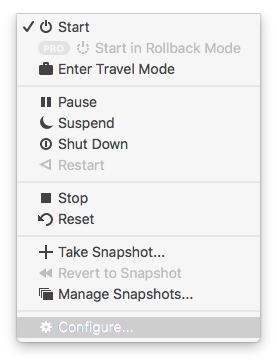 Start
PRO Start in Rollback Mode
Enter Travel Mode
Pause
Suspend
Shut Down
Restart
Stop
Reset
Take Snapshot...
Revert to Snapshot
Manage Snapshots...
Configure...